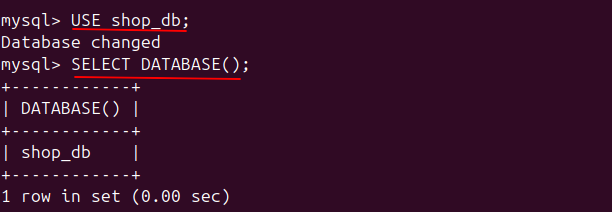 mysql> USE shop_db;
Database changed
mysql> SELECT DATABASE();
+------------+
| DATABASE() |
+------------+
| shop_db    |
+------------+
1 row in set (0.00 sec)